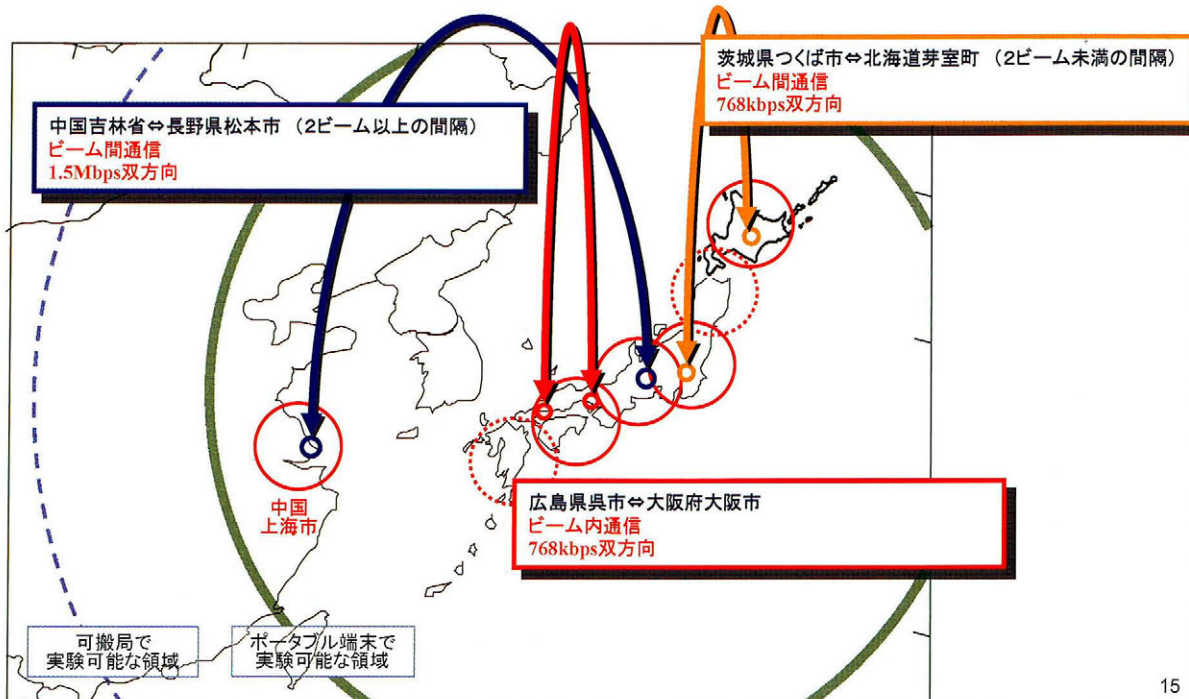 茨城県つくば市⇔北海道芽室町 （2ビーム未満の間隔）
ビーム間通信
768kbps双方向
中国吉林省⇔長野県松本市 （2ビーム以上の間隔）
ビーム間通信
1.5Mbps双方向
中国
上海市
広島県呉市⇔大阪府大阪市
ビーム内通信
768kbps双方向
可搬局で
実験可能な領域
ポータブル端末で
実験可能な領域
15